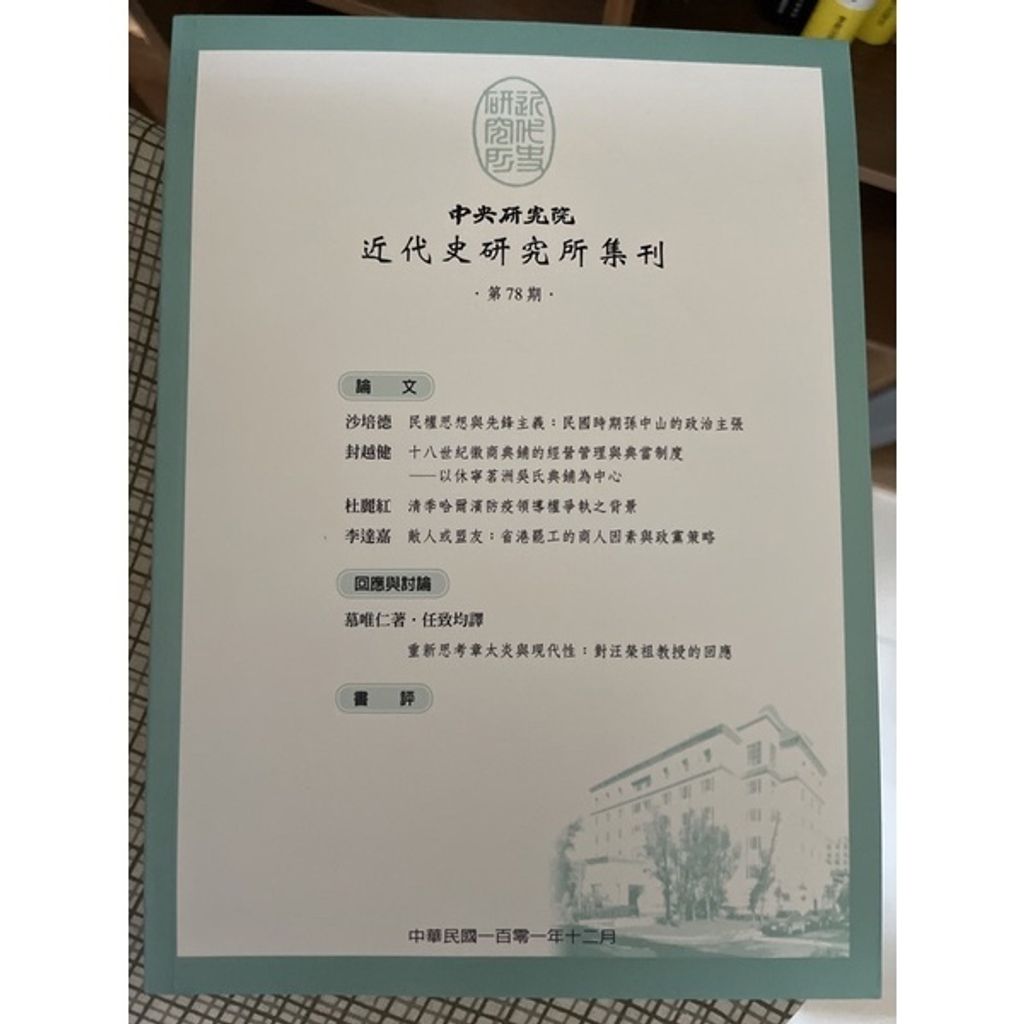 近代史研究所
中央研究院
近代史研究所集刊
·第78期·
論 文
沙培德 民權思想與先鋒主義：民國時期孫中山的政治主張
封越健 十八世紀徽商典鋪的經營管理與典當制度
——以休寧茗洲吳氏典鋪為中心
杜麗紅 清季哈爾濱防疫領導權爭執之背景
李達嘉 敵人或盟友：省港罷工的商人因素與政黨策略
回應與討論
慕唯仁著·任致均譯
重新思考章太炎與現代性：對汪榮祖教授的回應
書 評
中華民國一百零一年十二月